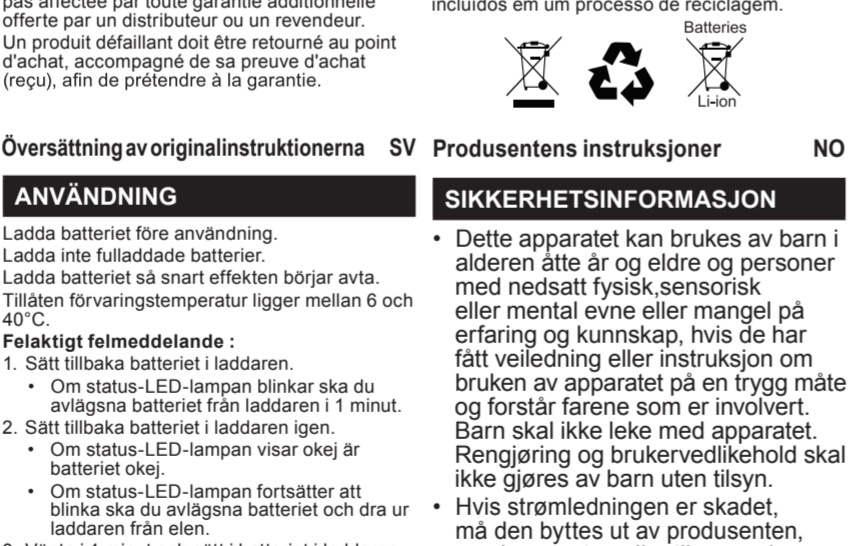 pas affectée par toute garantie additionnelle
offerte par un distributeur ou un revendeur.
Un produit défaillant doit être retourné au point
d'achat, accompagné de sa preuve d'achat
(reçu), afin de prétendre à la garantie.
Översättning av originalinstruktionerna SV
ANVÄNDNING
Ladda batteriet före användning.
Ladda inte fulladdade batterier.
Ladda batteriet så snart effekten börjar avta.
Tillåten förvaringstemperatur ligger mellan 6 och
40°C.
Felaktigt felmeddelande :
1. Sätt tillbaka batteriet i laddaren.
• Om status-LED-lampan blinkar ska du
avlägsna batteriet från laddaren i 1 minut.
2. Sätt tillbaka batteriet i laddaren igen.
• Om status-LED-lampan visar okej är
batteriet okej.
• Om status-LED-lampan fortsätter att
blinka ska du avlägsna batteriet och dra ur
laddaren från elen.
incluídos em um processo de reciclagem.
Batteries
Li-ion
Produsentens instruksjoner NO
SIKKERHETSINFORMASJON
• Dette apparatet kan brukes av barn i
alderen åtte år og eldre og personer
med nedsatt fysisk,sensorisk
eller mental evne eller mangel på
erfaring og kunnskap, hvis de har
fått veiledning eller instruksjon om
bruken av apparatet på en trygg måte
og forstår farene som er involvert.
Barn skal ikke leke med apparatet.
Rengjøring og brukervedlikehold skal
ikke gjøres av barn uten tilsyn.
• Hvis strømledningen er skadet,
må den byttes ut av produsenten,